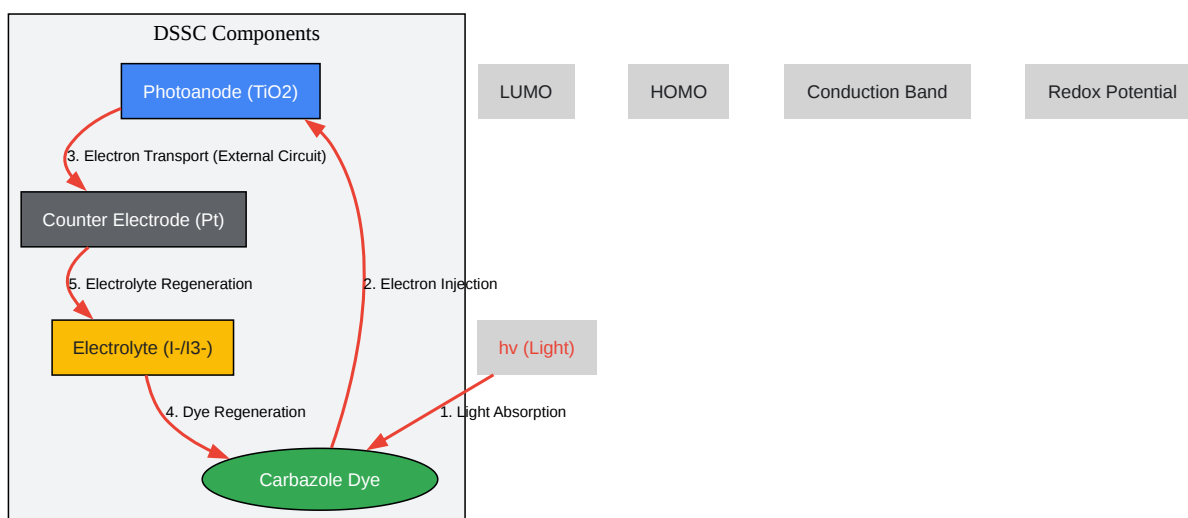 DSSC Components
Photoanode (TiO2)
LUMO
HOMO
Conduction Band
Redox Potential
3. Electron Transport (External Circuit)
Counter Electrode (Pt)
5. Electrolyte Regeneration
2. Electron Injection
Electrolyte (I-/I3-)
hv (Light)
4. Dye Regeneration
1. Light Absorption
Carbazole Dye